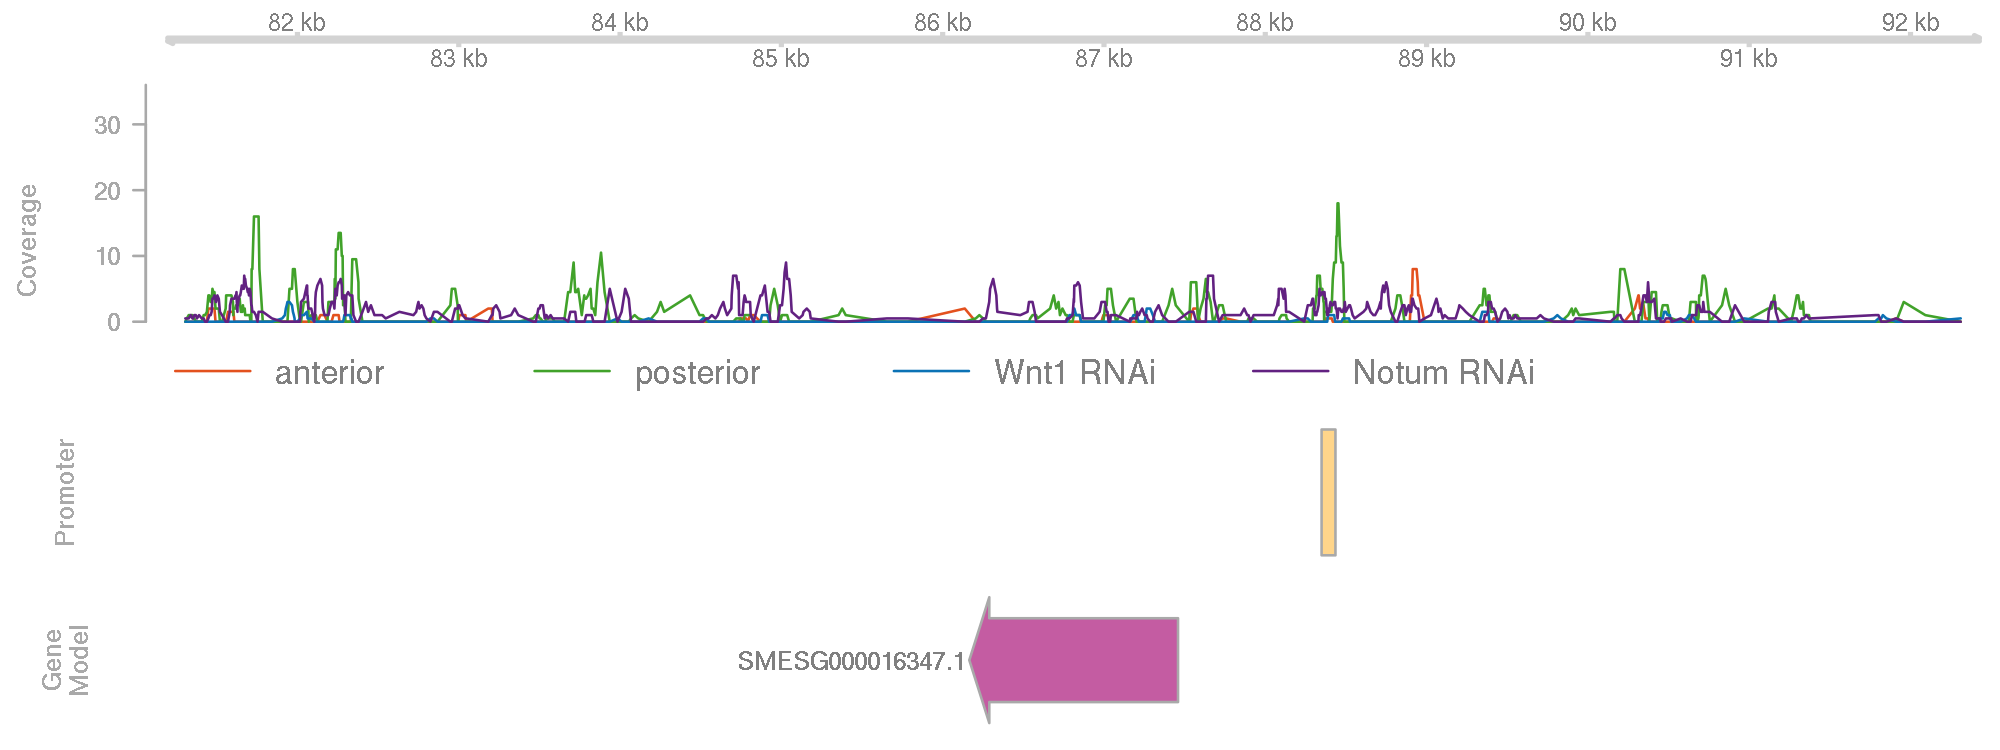 82 kb 84 kb 86 kb 88 kb 90 kb 92 kb
83 kb 85 kb 87 kb 89 kb 91 kb
Coverage
30
20
10
0
anterior posterior Wnt1 RNAi Notum RNAi
Promoter
Gene
Model
SMESG000016347.1